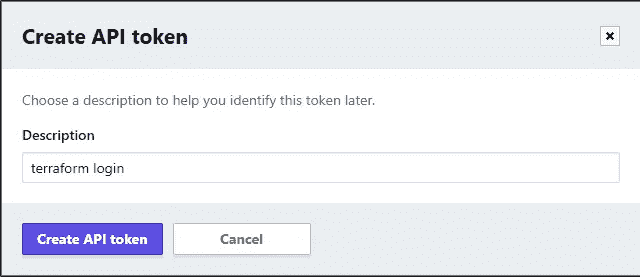 Create API token
Choose a description to help you identify this token later.
Description
terraform login
Create API token
Cancel